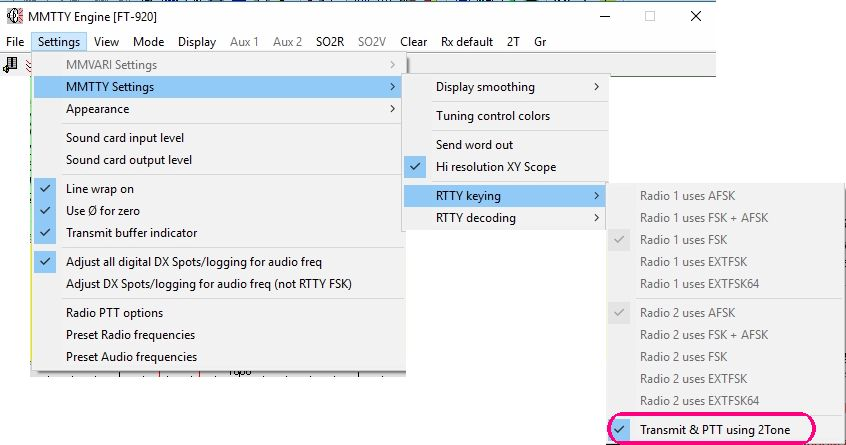 MMTTY Engine [FT-920]
File Settings View Mode Display Aux 1 Aux 2 SO2R SO2V Clear Rx default 2T Gr
MMVARI Settings
MMTTY Settings
Appearance
Sound card input level
Sound card output level
Line wrap on
Use Ø for zero
Transmit buffer indicator
Adjust all digital DX Spots/logging for audio freq
Adjust DX Spots/logging for audio freq (not RTTY FSK)
Radio PTT options
Preset Radio frequencies
Preset Audio frequencies
Display smoothing
Tuning control colors
Send word out
Hi resolution XY Scope
RTTY keying
RTTY decoding
Radio 1 uses AFSK
Radio 1 uses FSK + AFSK
Radio 1 uses FSK
Radio 1 uses EXTFSK
Radio 1 uses EXTFSK64
Radio 2 uses AFSK
Radio 2 uses FSK + AFSK
Radio 2 uses FSK
Radio 2 uses EXTFSK
Radio 2 uses EXTFSK64
Transmit & PTT using 2Tone